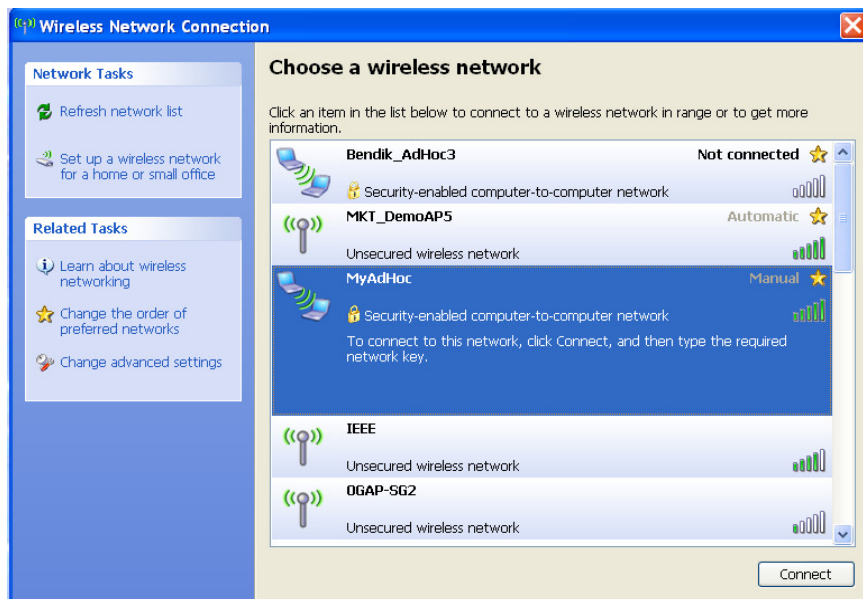 Wireless Network Connection
Network Tasks
Refresh network list
Set up a wireless network
for a home or small office
Related Tasks
Learn about wireless
networking
Change the order of
preferred networks
Change advanced settings
Choose a wireless network
Click an item in the list below to connect to a wireless network in range or to get more
information.
Bendik_AdHoc3 Not connected
Security-enabled computer-to-computer network
MKT_DemoAP5 Automatic
Unsecured wireless network
MyAdHoc Manual
Security-enabled computer-to-computer network
To connect to this network, click Connect, and then type the required
network key.
IEEE
Unsecured wireless network
OGAP-SG2
Unsecured wireless network
Connect